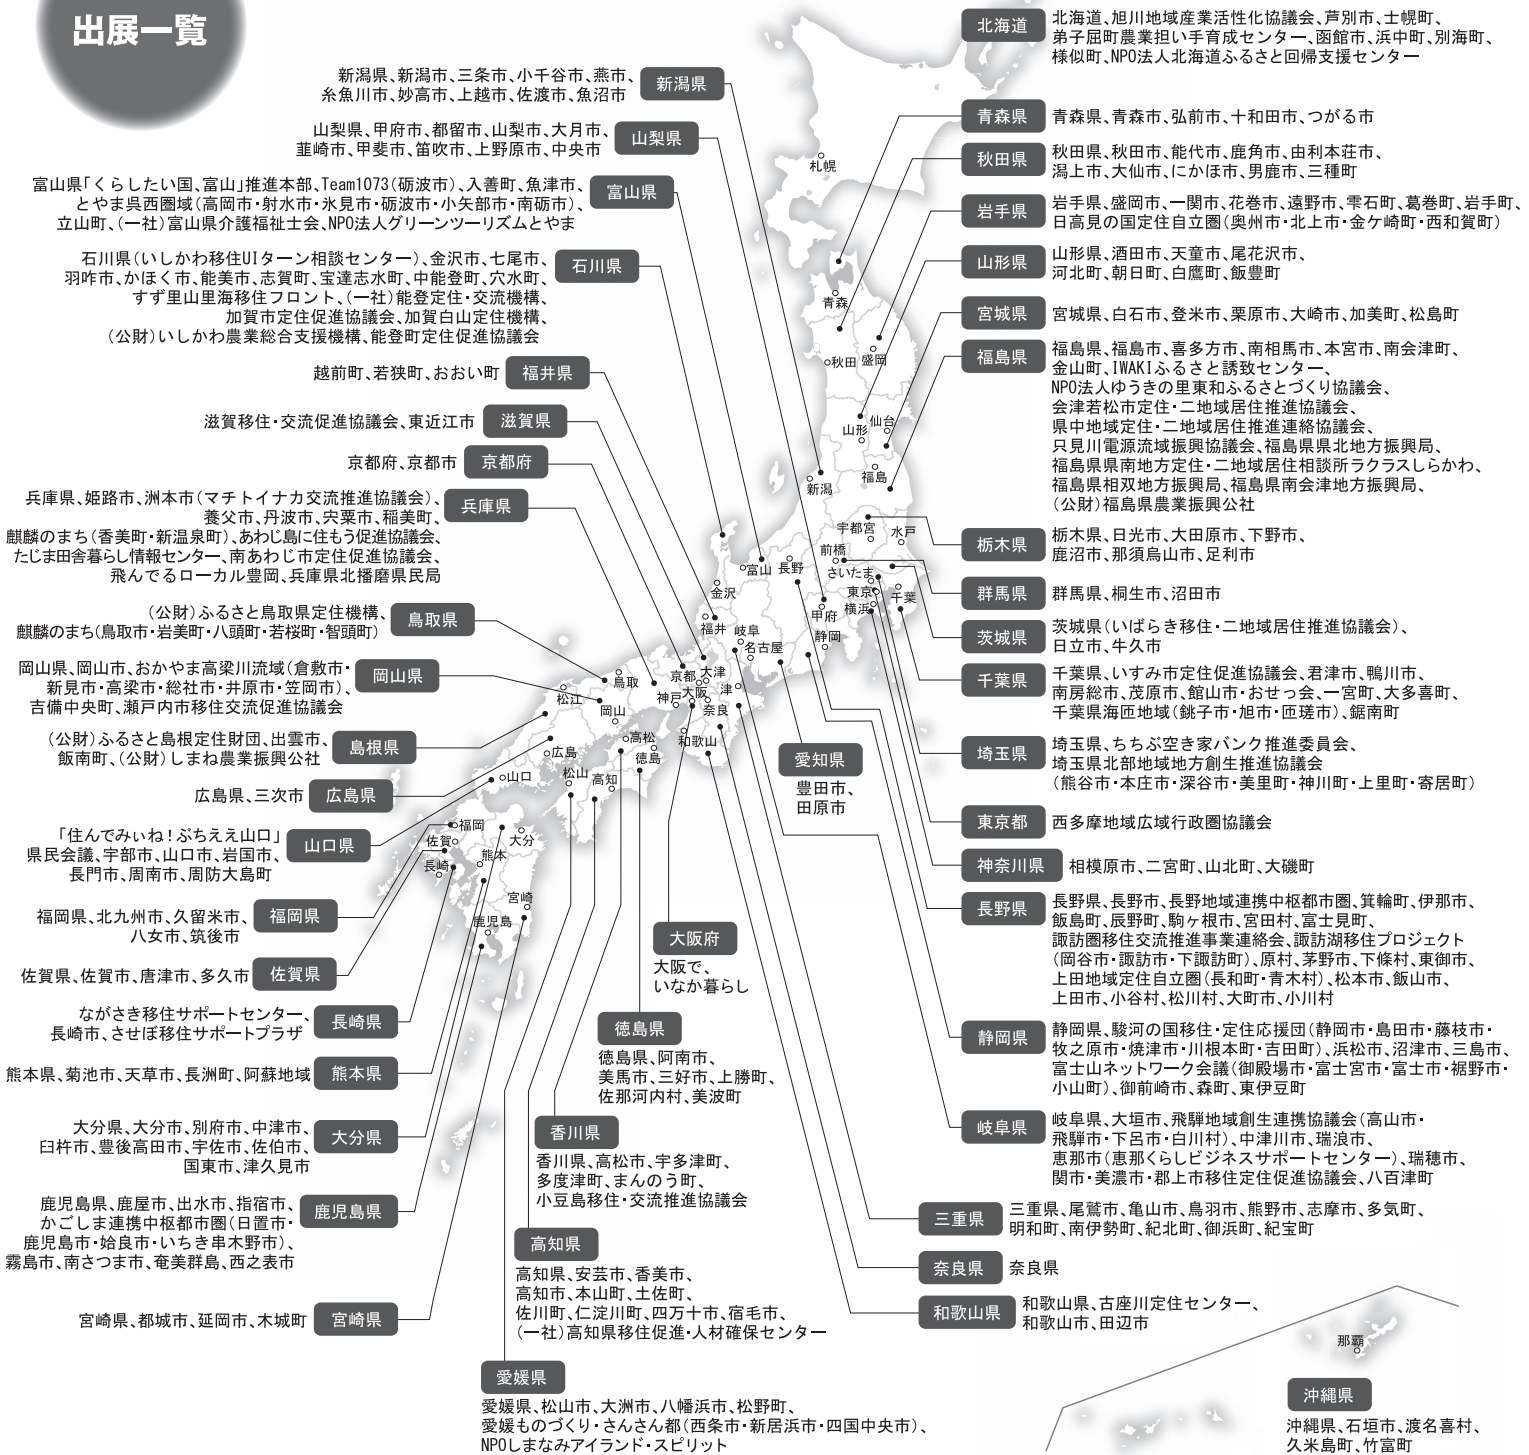 出展一覧
新潟県
新潟県、新潟市、三条市、小千谷市、燕市、
糸魚川市、妙高市、上越市、佐渡市、魚沼市
山梨県
山梨県、甲府市、都留市、山梨市、大月市、
韮崎市、甲斐市、笛吹市、上野原市、中央市
富山県
富山県「くらしたい国、富山」推進本部、Team1073(砺波市)、入善町、魚津市、
とやま呉西圏域(高岡市・射水市・氷見市・砺波市・小矢部市・南砺市)、
立山町、(一社)富山県介護福祉士会、NPO法人グリーンツーリズムとやま
石川県
石川県(いしかわ移住UIターン相談センター)、金沢市、七尾市、
羽咋市、かほく市、能美市、志賀町、宝達志水町、中能登町、穴水町、
すず里山里海移住フロント、(一社)能登定住・交流機構、
加賀市定住促進協議会、加賀白山定住機構、
(公財)いしかわ農業総合支援機構、能登町定住促進協議会
福井県
越前町、若狭町、おおい町
滋賀県
滋賀移住・交流促進協議会、東近江市
京都府
京都府、京都市
兵庫県
兵庫県、姫路市、洲本市(マチトイナカ交流推進協議会)、
養父市、丹波市、宍粟市、稲美町、
麒麟のまち(香美町・新温泉町)、あわじ島に住もう促進協議会、
たじま田舎暮らし情報センター、南あわじ市定住促進協議会、
飛んでるローカル豊岡、兵庫県北播磨県民局
鳥取県
(公財)ふるさと鳥取県定住機構、
麒麟のまち(鳥取市・岩美町・八頭町・若桜町・智頭町)
岡山県
岡山県、岡山市、おかやま高梁川流域(倉敷市・
新見市・高梁市・総社市・井原市・笠岡市)、
吉備中央町、瀬戸内市移住交流促進協議会
島根県
(公財)ふるさと島根定住財団、出雲市、
飯南町、(公財)しまね農業振興公社
広島県
広島県、三次市
山口県
「住んでみぃね!ぶちええ山口」
県民会議、宇部市、山口市、岩国市、
長門市、周南市、周防大島町
福岡県
福岡県、北九州市、久留米市、
八女市、筑後市
佐賀県
佐賀県、佐賀市、唐津市、多久市
長崎県
ながさき移住サポートセンター、
長崎市、させぼ移住サポートプラザ
熊本県
熊本県、菊池市、天草市、長洲町、阿蘇地域
大分県
大分県、大分市、別府市、中津市、
臼杵市、豊後高田市、宇佐市、佐伯市、
国東市、津久見市
鹿児島県
鹿児島県、鹿屋市、出水市、指宿市、
かごしま連携中枢都市圏(日置市・
鹿児島市・姶良市・いちき串木野市)、
霧島市、南さつま市、奄美群島、西之表市
宮崎県
宮崎県、都城市、延岡市、木城町
北海道
北海道、旭川地域産業活性化協議会、芦別市、士幌町、
弟子屈町農業担い手育成センター、函館市、浜中町、別海町、
様似町、NPO法人北海道ふるさと回帰支援センター
青森県
青森県、青森市、弘前市、十和田市、つがる市
秋田県
秋田県、秋田市、能代市、鹿角市、由利本荘市、
潟上市、大仙市、にかほ市、男鹿市、三種町
岩手県
岩手県、盛岡市、一関市、花巻市、遠野市、雫石町、葛巻町、岩手町、
日高見の国定住自立圏(奥州市・北上市・金ケ崎町・西和賀町)
山形県
山形県、酒田市、天童市、尾花沢市、
河北町、朝日町、白鷹町、飯豊町
宮城県
宮城県、白石市、登米市、栗原市、大崎市、加美町、松島町
福島県
福島県、福島市、喜多方市、南相馬市、本宮市、南会津町、
金山町、IWAKIふるさと誘致センター、
NPO法人ゆうきの里東和ふるさとづくり協議会、
会津若松市定住・二地域居住推進協議会、
県中地域定住・二地域居住推進連絡協議会、
只見川電源流域振興協議会、福島県県北地方振興局、
福島県県南地方定住・二地域居住相談所ラクラスしらかわ、
福島県相双地方振興局、福島県南会津地方振興局、
(公財)福島県農業振興公社
栃木県
栃木県、日光市、大田原市、下野市、
鹿沼市、那須烏山市、足利市
群馬県
群馬県、桐生市、沼田市
茨城県
茨城県(いばらき移住・二地域居住推進協議会)、
日立市、牛久市
千葉県
千葉県、いすみ市定住促進協議会、君津市、鴨川市、
南房総市、茂原市、館山市・おせっ会、一宮町、大多喜町、
千葉県海匝地域(銚子市・旭市・匝瑳市)、鋸南町
埼玉県
埼玉県、ちちぶ空き家バンク推進委員会、
埼玉県北部地域地方創生推進協議会
(熊谷市・本庄市・深谷市・美里町・神川町・上里町・寄居町)
東京都
西多摩地域広域行政圏協議会
神奈川県
相模原市、二宮町、山北町、大磯町
長野県
長野県、長野市、長野地域連携中枢都市圏、箕輪町、伊那市、
飯島町、辰野町、駒ヶ根市、宮田村、富士見町、
諏訪圏移住交流推進事業連絡会、諏訪湖移住プロジェクト
(岡谷市・諏訪市・下諏訪町)、原村、茅野市、下條村、東御市、
上田地域定住自立圏(長和町・青木村)、松本市、飯山市、
上田市、小谷村、松川村、大町市、小川村
静岡県
静岡県、駿河の国移住・定住応援団(静岡市・島田市・藤枝市・
牧之原市・焼津市・川根本町・吉田町)、浜松市、沼津市、三島市、
富士山ネットワーク会議(御殿場市・富士宮市・富士市・裾野市・
小山町)、御前崎市、森町、東伊豆町
岐阜県
岐阜県、大垣市、飛騨地域創生連携協議会(高山市・
飛騨市・下呂市・白川村)、中津川市、瑞浪市、
恵那市(恵那くらしビジネスサポートセンター)、瑞穂市、
関市・美濃市・郡上市移住定住促進協議会、八百津町
三重県
三重県、尾鷲市、亀山市、鳥羽市、熊野市、志摩市、多気町、
明和町、南伊勢町、紀北町、御浜町、紀宝町
奈良県
奈良県
和歌山県
和歌山県、古座川定住センター、
和歌山市、田辺市
愛知県
豊田市、
田原市
大阪府
大阪で、
いなか暮らし
徳島県
徳島県、阿南市、
美馬市、三好市、上勝町、
佐那河内村、美波町
香川県
香川県、高松市、宇多津町、
多度津町、まんのう町、
小豆島移住・交流推進協議会
高知県
高知県、安芸市、香美市、
高知市、本山町、土佐町、
佐川町、仁淀川町、四万十市、宿毛市、
(一社)高知県移住促進・人材確保センター
愛媛県
愛媛県、松山市、大洲市、八幡浜市、松野町、
愛媛ものづくり・さんさん都(西条市・新居浜市・四国中央市)、
NPOしまなみアイランド・スピリット
沖縄県
沖縄県、石垣市、渡名喜村、
久米島町、竹富町
札幌
青森
秋田
盛岡
山形
仙台
新潟
福島
宇都宮
水戸
前橋
さいたま
東京
千葉
横浜
甲府
静岡
長野
富山
金沢
福井
岐阜
名古屋
大津
京都
津
大阪
神戸
奈良
和歌山
鳥取
松江
岡山
広島
山口
高松
徳島
松山
高知
福岡
佐賀
大分
長崎
熊本
宮崎
鹿児島
那覇